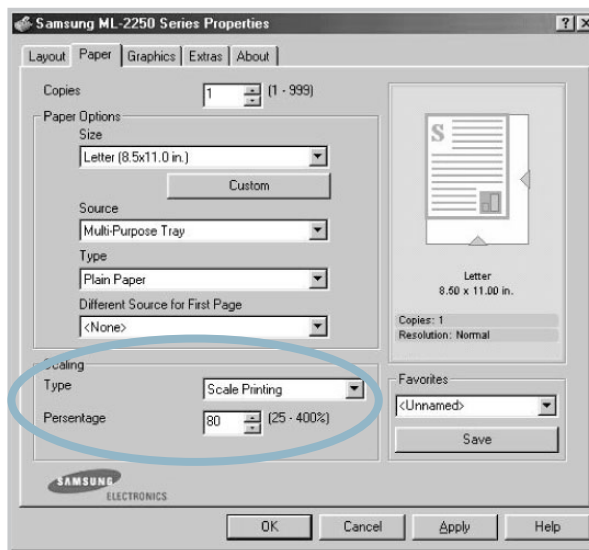 Samsung ML-2250 Series Properties
Layout Paper Graphics Extras About
Copies 1 (1 - 999)
Paper Options
Size
Letter (8.5x11.0 in.)
Custom
Source
Multi-Purpose Tray
Type
Plain Paper
Different Source for First Page
<None>
Scaling
Type Scale Printing
Persentage 80 (25 - 400%)
S
Letter
8.50 x 11.00 in.
Copies: 1
Resolution: Normal
Favorites
<Unnamed>
Save
SAMSUNG
ELECTRONICS
OK Cancel Apply Help